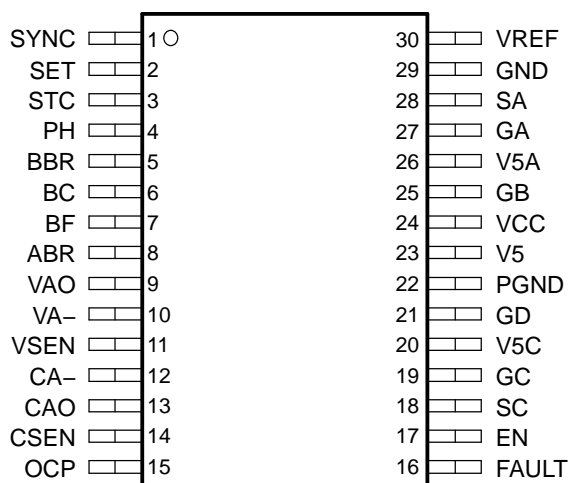 SYNC 1 30 VREF
SET 2 29 GND
STC 3 28 SA
PH 4 27 GA
BBR 5 26 V5A
BC 6 25 GB
BF 7 24 VCC
ABR 8 23 V5
VAO 9 22 PGND
VA− 10 21 GD
VSEN 11 20 V5C
CA− 12 19 GC
CAO 13 18 SC
CSEN 14 17 EN
OCP 15 16 FAULT